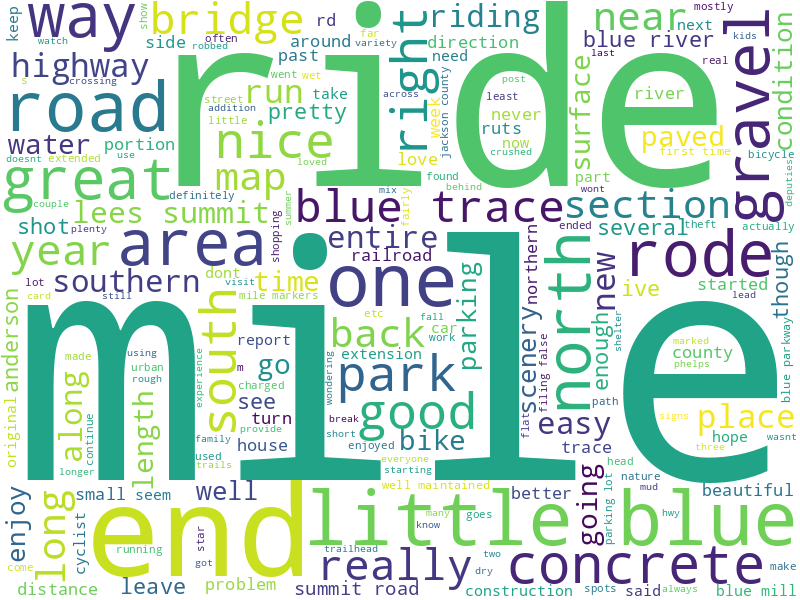 way
bridge
riding
near
mostly
keep
show
often
robbed
rd
around
far
variety
side
direction
next
blue river
last
kids
watch
highway
ride
right
past
need
real
s
crossing
went
wet
across
jackson county
week
post
least
river
gravel
condition
road
run
take
street
addition
little
pretty
never
surface
paved
first time
water
portion
nice
ruts
now
crushed
love
part
bicycle
doesnt
extended
use
loved
found
behind
wont
great
map
couple
definitely
mix
summer
fairly
deputies
lees summit
blue trace
section
shot
plenty
shopping
entire
ended
theft
several
actually
year
area
railroad
northern
rode
though
southern
time
dont
one
north
new
ive
started
lot
visit
mile markers
card
still
etc
parking
scenery
filing false
lead
anderson
original
mile
south
report
back
fall
car
work
enough
shelter
marked
county
phelps
blue parkway
made
using
urban
rough
experience
m
go
extension
wondering
park
flat
path
along
length
continue
charged
see
provide
break
good
place
signs
wasnt
turn
short
enjoyed
bike
easy
trace
hope
three
longer
family
used
trails
house
everyone
starting
head
nature
mud
parking lot
enjoy
long
small seem
well
well maintained
better
going
beautiful
cyclist
end
star
many
know
goes
little
blue
hwy
come
running
got
trailhead
really
two
dry
concrete
always
make
distance
leave
problem
summit road
construction
spots
said
blue mill